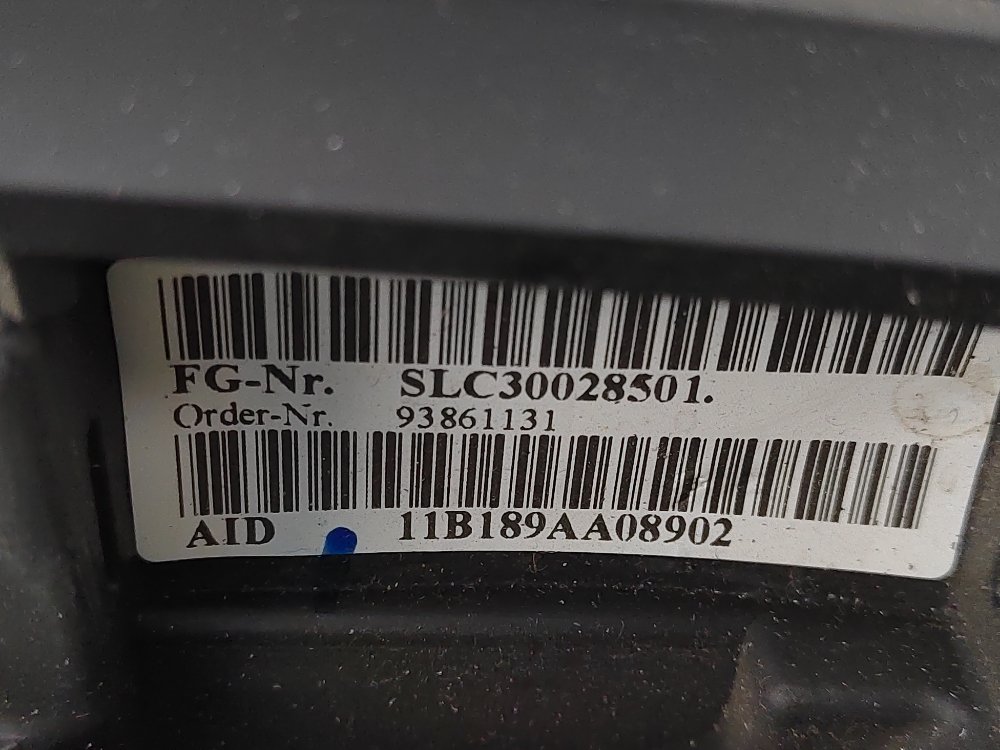 FG-Nr. SLC30028501.
Order-Nr. 93861131
AID 11B189AA08902